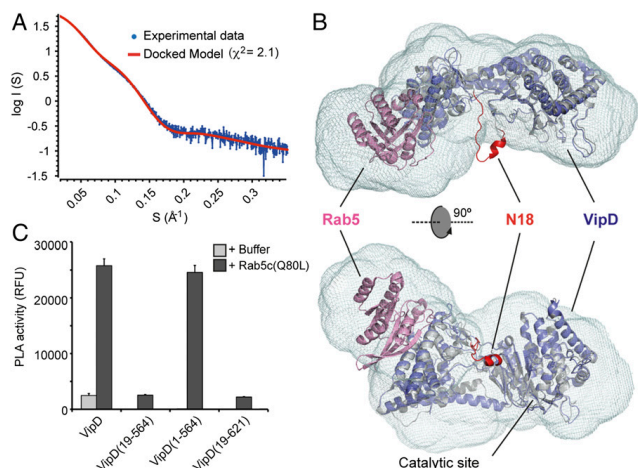 A
Experimental data
Docked Model (χ²= 2.1)
log I (S)
1.5
1
0.5
0
-0.5
-1
-1.5
0.05
0.1
0.15
0.2
0.25
0.3
S (Å⁻¹)
B
Rab5
90º
N18
VipD
Catalytic site
C
+ Buffer
+ Rab5c(Q80L)
PLA activity (RFU)
30000
20000
10000
0
VipD
VipD(19-564)
VipD(1-564)
VipD(19-621)